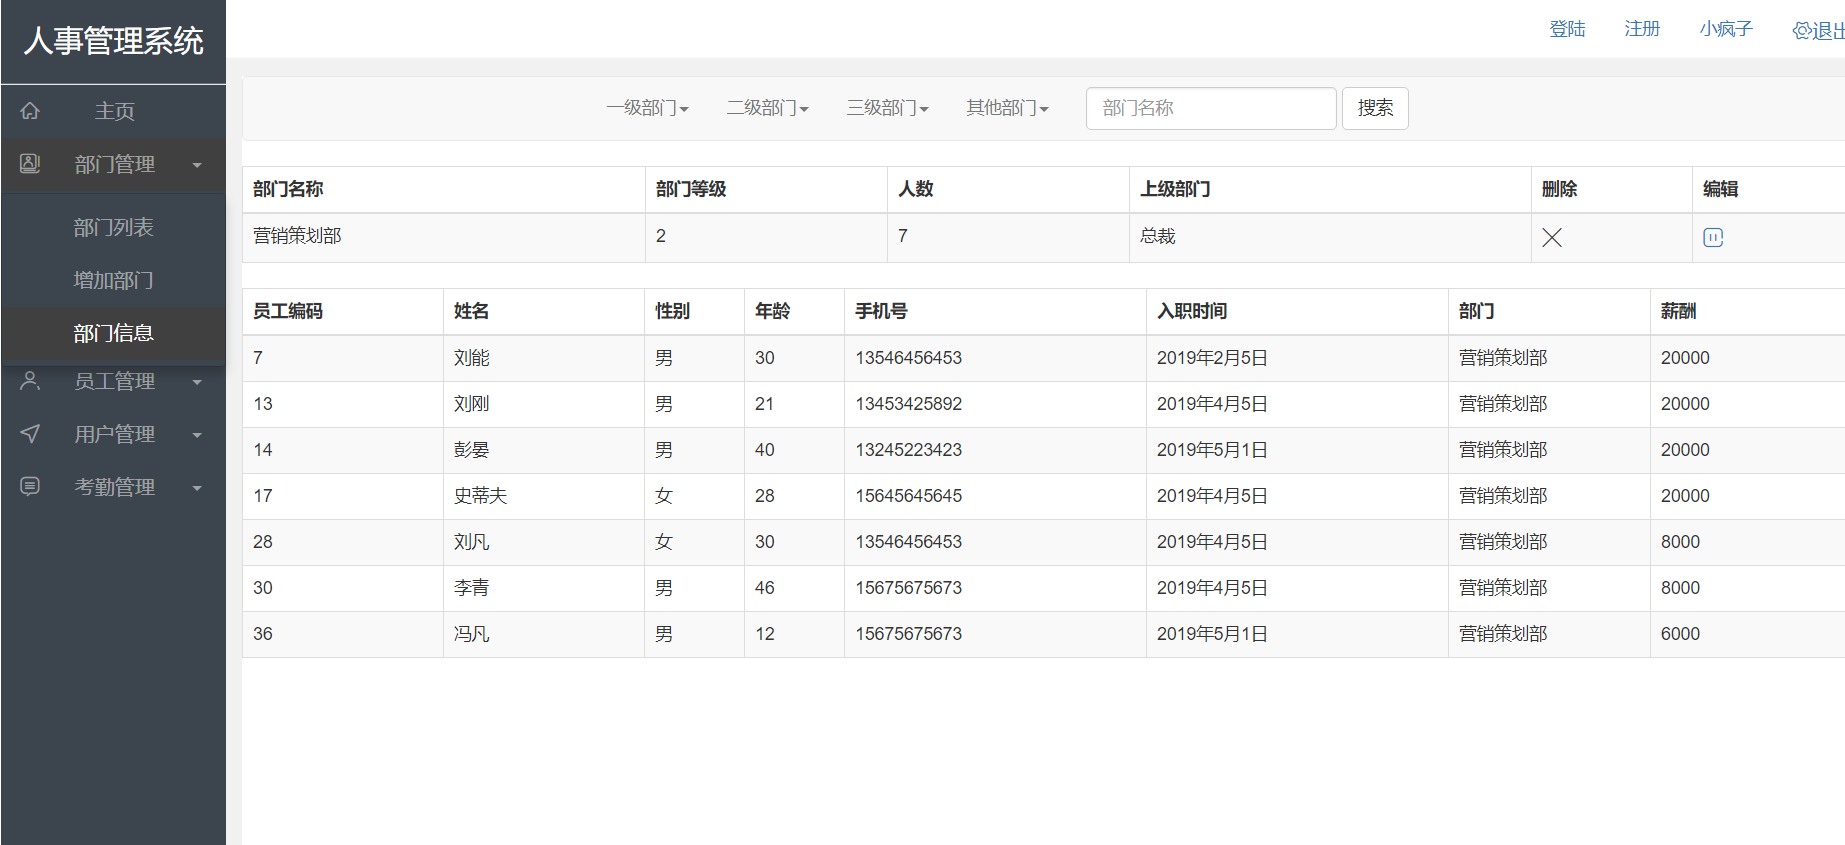 人事管理系统
登陆 注册 小疯子 退出
主页
部门管理
部门列表
增加部门
部门信息
员工管理
用户管理
考勤管理
一级部门 二级部门 三级部门 其他部门 部门名称 搜索
部门名称 部门等级 人数 上级部门 删除 编辑
营销策划部 2 7 总裁
员工编码 姓名 性别 年龄 手机号 入职时间 部门 薪酬
7 刘能 男 30 13546456453 2019年2月5日 营销策划部 20000
13 刘刚 男 21 13453425892 2019年4月5日 营销策划部 20000
14 彭晏 男 40 13245223423 2019年5月1日 营销策划部 20000
17 史蒂夫 女 28 15645645645 2019年4月5日 营销策划部 20000
28 刘凡 女 30 13546456453 2019年4月5日 营销策划部 8000
30 李青 男 46 15675675673 2019年4月5日 营销策划部 8000
36 冯凡 男 12 15675675673 2019年5月1日 营销策划部 6000